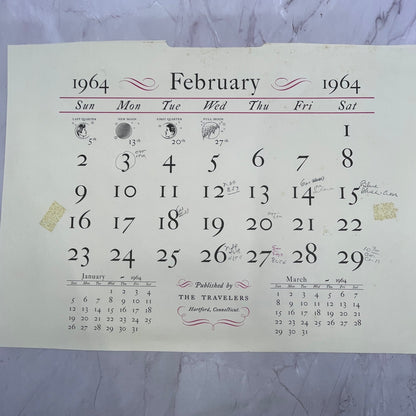 1964 February 1964
Sun Mon Tue Wed Thu Fri Sat
LAST QUARTER NEW MOON FIRST QUARTER FULL MOON
5th 13th 20th 27th
1
2 3 4 5 6 7 8
9 10 11 12 13 14 15
16 17 18 19 20 21 22
23 24 25 26 27 28 29
January 1964
Sun Mon Tue Wed Thu Fri Sat
1 2 3 4
5 6 7 8 9 10 11
12 13 14 15 16 17 18
19 20 21 22 23 24 25
26 27 28 29 30 31
Published by
THE TRAVELERS
Hartford, Connecticut
March 1964
Sun Mon Tue Wed Thu Fri Sat
1 2 3 4 5 6 7
8 9 10 11 12 13 14
15 16 17 18 19 20 21
22 23 24 25 26 27 28
29 30 31